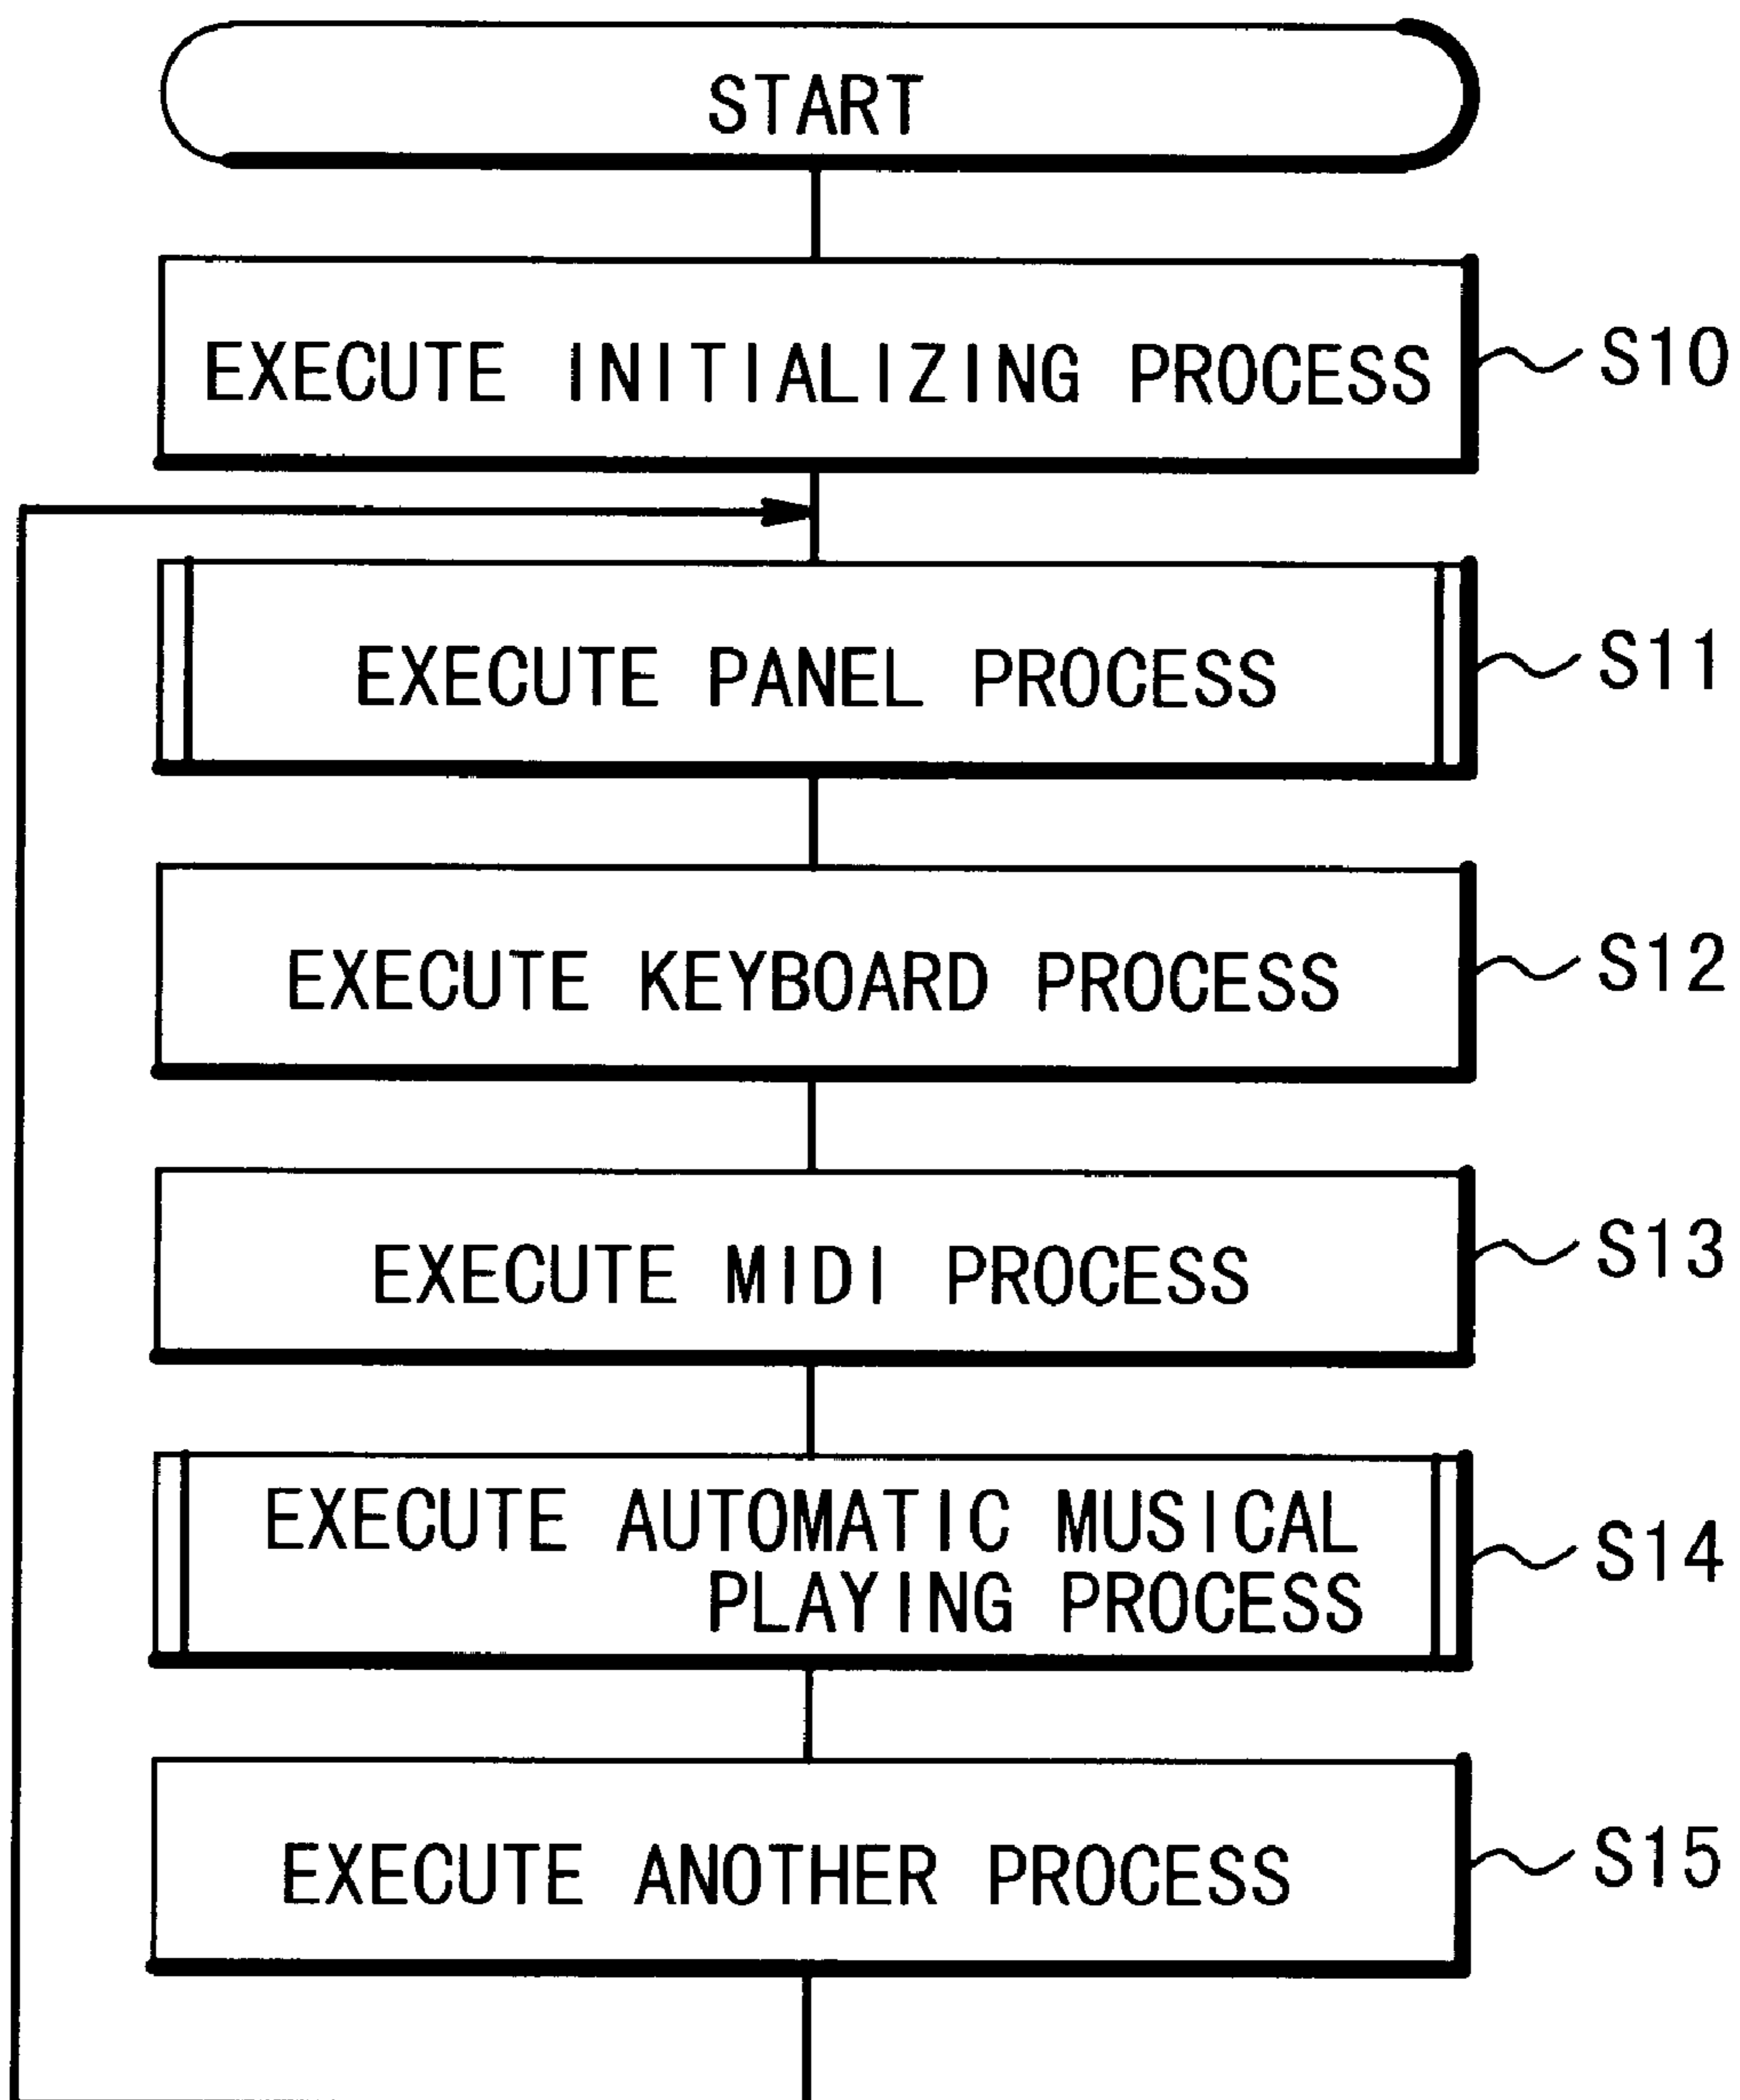 START
EXECUTE INITIALIZING PROCESS S10
EXECUTE PANEL PROCESS S11
EXECUTE KEYBOARD PROCESS S12
EXECUTE MIDI PROCESS S13
EXECUTE AUTOMATIC MUSICAL
PLAYING PROCESS S14
EXECUTE ANOTHER PROCESS S15